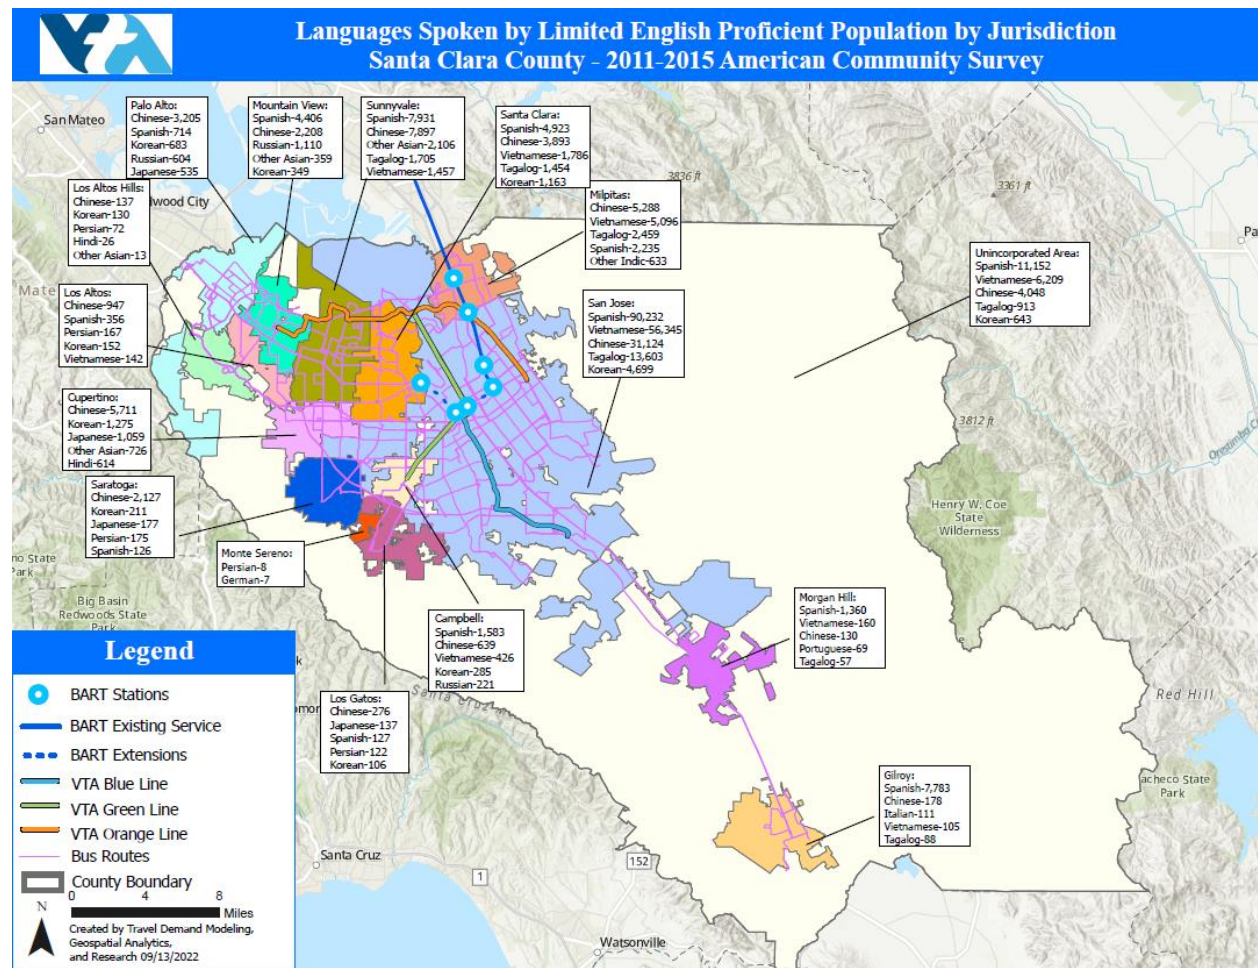 VTA
Languages Spoken by Limited English Proficient Population by Jurisdiction
Santa Clara County - 2011-2015 American Community Survey
San Mateo
Palo Alto:
Chinese-3,205
Spanish-714
Korean-683
Russian-604
Japanese-535
Mountain View:
Spanish-4,406
Chinese-2,208
Russian-1,110
Other Asian-359
Korean-349
Sunnyvale:
Spanish-7,931
Chinese-7,897
Other Asian-2,106
Tagalog-1,705
Vietnamese-1,457
Santa Clara:
Spanish-4,923
Chinese-3,893
Vietnamese-1,786
Tagalog-1,454
Korean-1,163
3836 ft
3361 ft
Los Altos Hills:
Chinese-137
Korean-130
Persian-72
Hindi-26
Other Asian-13
lwood City
Milpitas:
Chinese-5,288
Vietnamese-5,096
Tagalog-2,459
Spanish-2,235
Other Indic-633
Pa
Unincorporated Area:
Spanish-11,152
Vietnamese-6,209
Chinese-4,048
Tagalog-913
Korean-643
Los Altos:
Chinese-947
Spanish-356
Persian-167
Korean-152
Vietnamese-142
San Jose:
Spanish-90,232
Vietnamese-56,345
Chinese-31,124
Tagalog-13,603
Korean-4,699
Cupertino:
Chinese-5,711
Korean-1,275
Japanese-1,059
Other Asian-726
Hindi-614
3812 ft
Orestimba C
Saratoga:
Chinese-2,127
Korean-211
Japanese-177
Persian-175
Spanish-126
Henry W. Coe
State
Wilderness
Monte Sereno:
Persian-8
German-7
no State
Park
Big Basin
Redwoods State
Park
Campbell:
Spanish-1,583
Chinese-639
Vietnamese-426
Korean-285
Russian-221
Morgan Hill:
Spanish-1,360
Vietnamese-160
Chinese-130
Portuguese-69
Tagalog-57
Los Gatos:
Chinese-276
Japanese-137
Spanish-127
Persian-122
Korean-106
Red Hill
Gilroy:
Spanish-7,783
Chinese-178
Italian-111
Vietnamese-105
Tagalog-88
acheco State
Park
Santa Cruz
1
152
Watsonville
Legend
BART Stations
BART Existing Service
BART Extensions
VTA Blue Line
VTA Green Line
VTA Orange Line
Bus Routes
County Boundary
N
0 4 8
Miles
Created by Travel Demand Modeling,
Geospatial Analytics,
and Research 09/13/2022